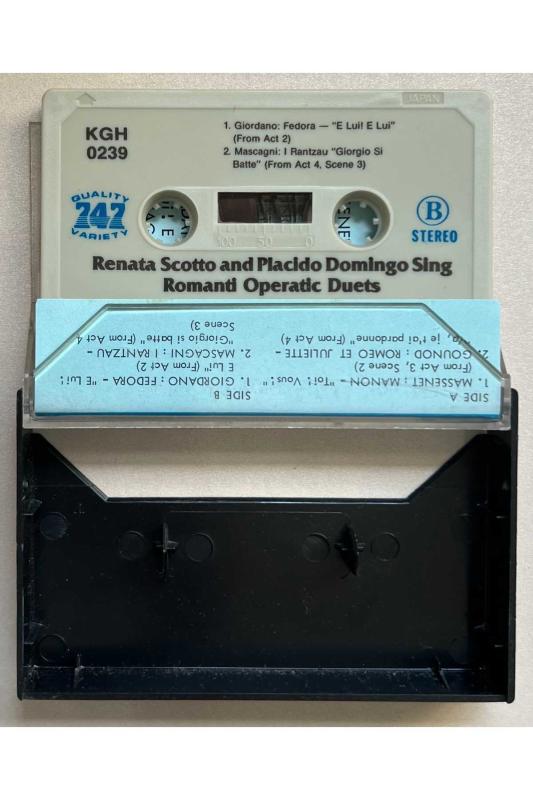 JAPAN
KGH
0239
1. Giordano: Fedora — "E Lui! E Lui"
(From Act 2)
2. Mascagni: I Rantzau "Giorgio Si
Batte" (From Act 4, Scene 3)
QUALITY
747
VARIETY
100 50 0
B
STEREO
Renata Scotto and Placido Domingo Sing
Romanti Operatic Duets
SIDE A
1. MASSENET : MANON - "Toi! Vous!"
(From Act 3, Scene 2)
2. GOUNOD : ROMEO ET JULIETTE -
je t'ai pardonne" (From Act 4)
SIDE B
1. GIORDANO : FEDORA - "E Lui!
E Lui" (From Act 2)
2. MASCAGNI : I RANTZAU -
"Giorgio si batte" (From Act 4
Scene 3)